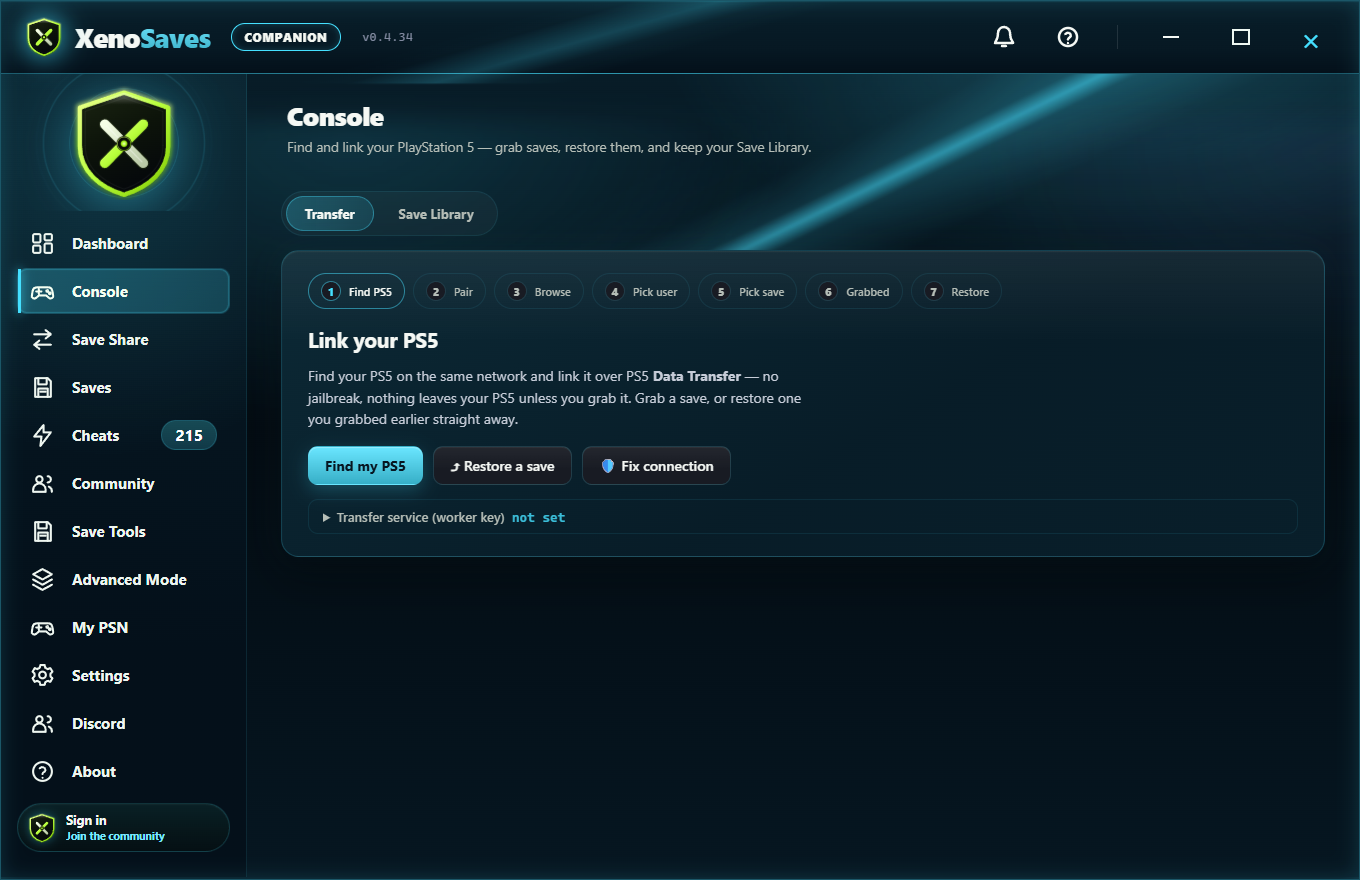 XenoSaves COMPANION v0.4.34
Dashboard
Console
Save Share
Saves
Cheats 215
Community
Save Tools
Advanced Mode
My PSN
Settings
Discord
About
Sign in
Join the community
Console
Find and link your PlayStation 5 — grab saves, restore them, and keep your Save Library.
Transfer Save Library
1 Find PS5 2 Pair 3 Browse 4 Pick user 5 Pick save 6 Grabbed 7 Restore
Link your PS5
Find your PS5 on the same network and link it over PS5 Data Transfer — no
jailbreak, nothing leaves your PS5 unless you grab it. Grab a save, or restore one
you grabbed earlier straight away.
Find my PS5 ⤴ Restore a save Fix connection
▶ Transfer service (worker key) not set